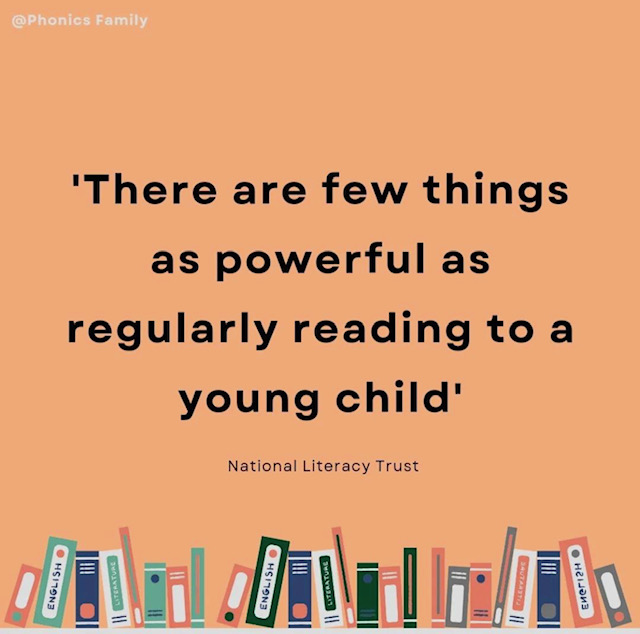 @Phonics Family
'There are few things
as powerful as
regularly reading to a
young child'
National Literacy Trust
ENGLISH
LITERATURE
ENGLISH
LITERATURE
LITERATURE
ENGLISH